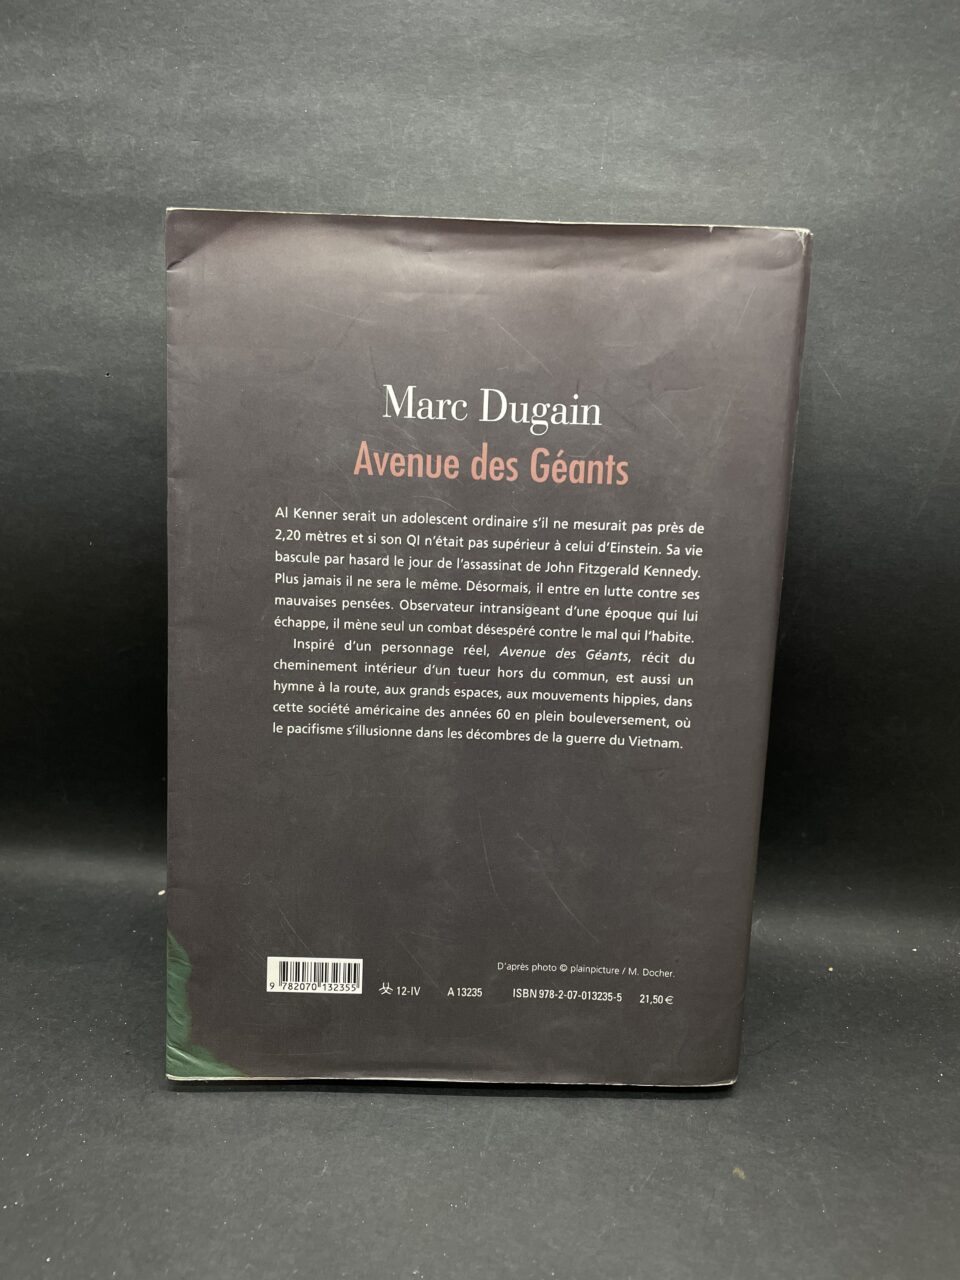 Marc Dugain
Avenue des Géants
Al Kenner serait un adolescent ordinaire s'il ne mesurait pas près de
2,20 mètres et si son QI n'était pas supérieur à celui d'Einstein. Sa vie
bascule par hasard le jour de l'assassinat de John Fitzgerald Kennedy.
Plus jamais il ne sera le même. Désormais, il entre en lutte contre ses
mauvaises pensées. Observateur intransigeant d'une époque qui lui
échappe, il mène seul un combat désespéré contre le mal qui l'habite.
Inspiré d'un personnage réel, Avenue des Géants, récit du
cheminement intérieur d'un tueur hors du commun, est aussi un
hymne à la route, aux grands espaces, aux mouvements hippies, dans
cette société américaine des années 60 en plein bouleversement, où
le pacifisme s'illusionne dans les décombres de la guerre du Vietnam.
D'après photo © plainpicture / M. Docher.
9 782070 132355
12-IV A 13235 ISBN 978-2-07-013235-5 21,50 €